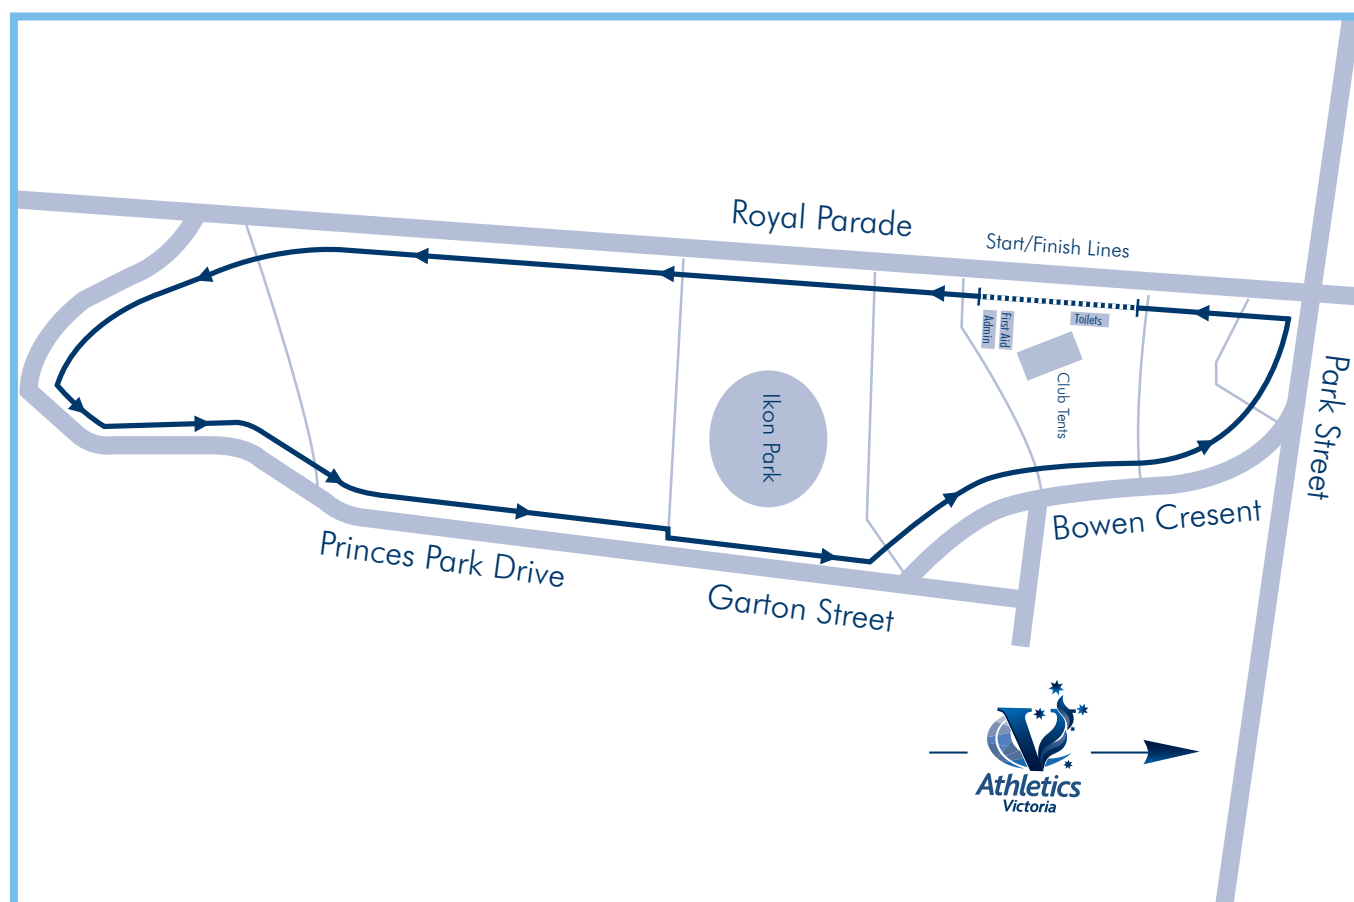 Royal Parade
Start/Finish Lines
Admin
First Aid
Toilets
Club Tents
Park Street
Ikon Park
Bowen Cresent
Princes Park Drive
Garton Street
Athletics
Victoria